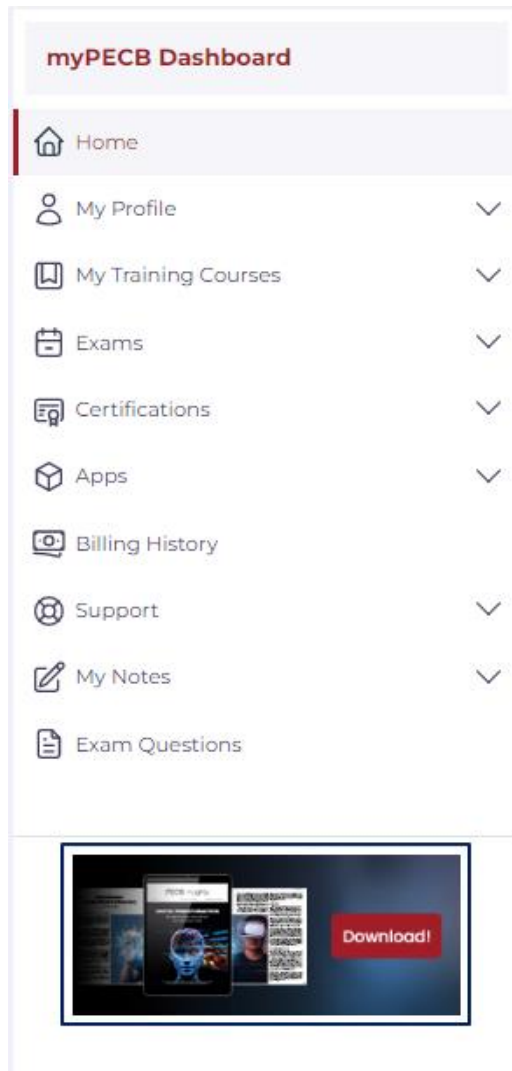 myPECB Dashboard
Home
My Profile
My Training Courses
Exams
Certifications
Apps
Billing History
Support
My Notes
Exam Questions
PECB
Download!